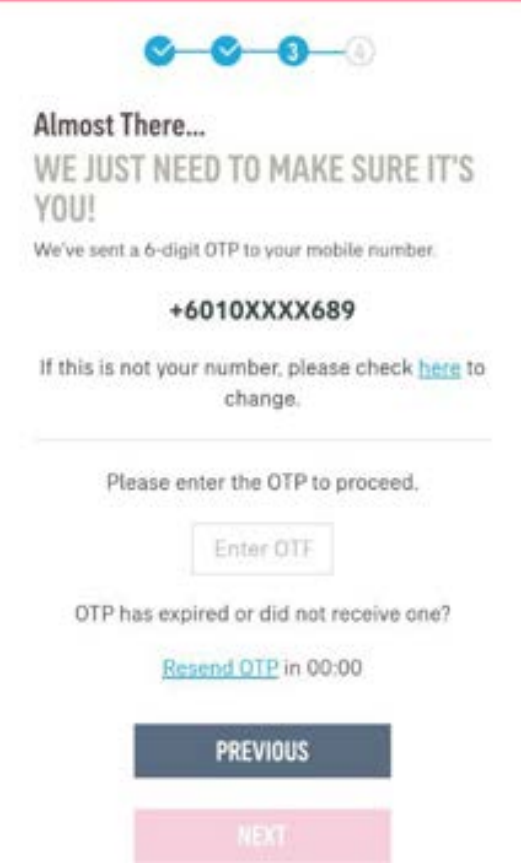 3 4
Almost There...
WE JUST NEED TO MAKE SURE IT'S
YOU!
We've sent a 6-digit OTP to your mobile number.
+6010XXXX689
If this is not your number, please check here to
change.
Please enter the OTP to proceed.
Enter OTF
OTP has expired or did not receive one?
Resend OTP in 00:00
PREVIOUS
NEXT